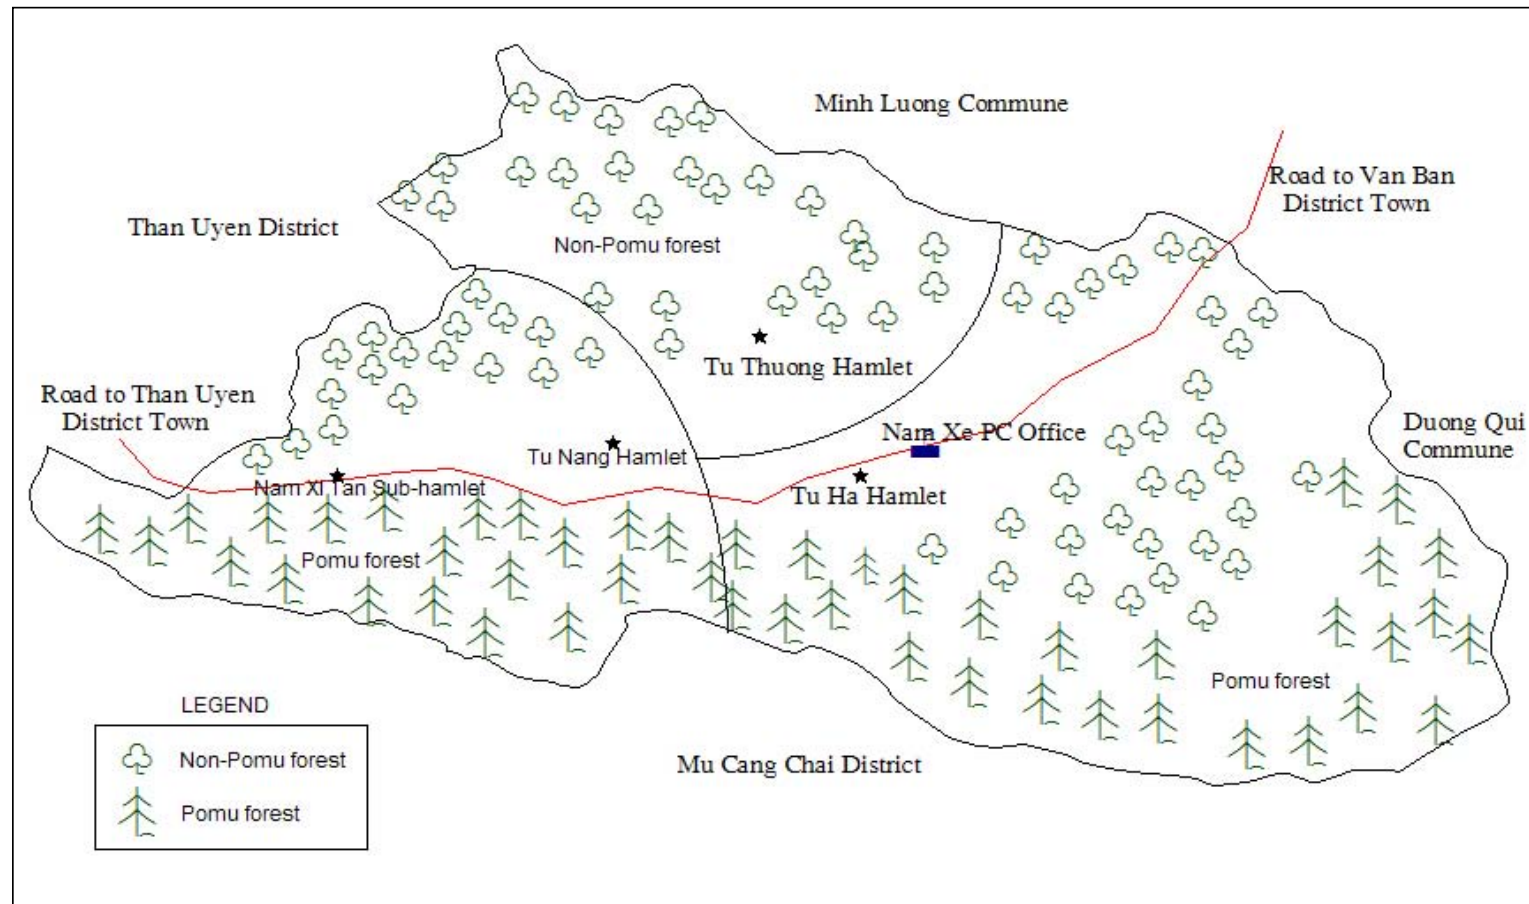 Minh Luong Commune
Road to Van Ban
District Town
Than Uyen District
Non-Pomu forest
Tu Thuong Hamlet
Road to Than Uyen
District Town
Nam Xe PC Office
Duong Qui
Commune
Tu Nang Hamlet
Nam Xi Tan Sub-hamlet
Tu Ha Hamlet
Pomu forest
Pomu forest
LEGEND
Non-Pomu forest
Pomu forest
Mu Cang Chai District